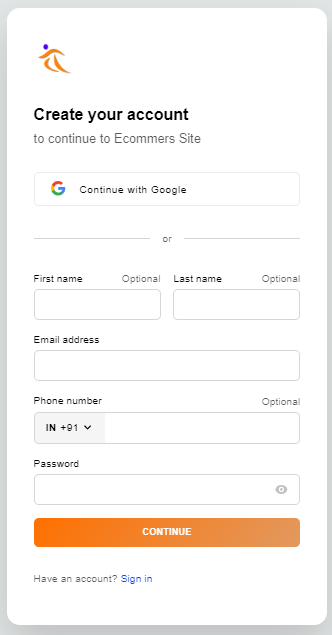 Create your account
to continue to Ecommers Site
Continue with Google
or
First name Optional Last name Optional
Email address
Phone number Optional
IN +91
Password
CONTINUE
Have an account? Sign in